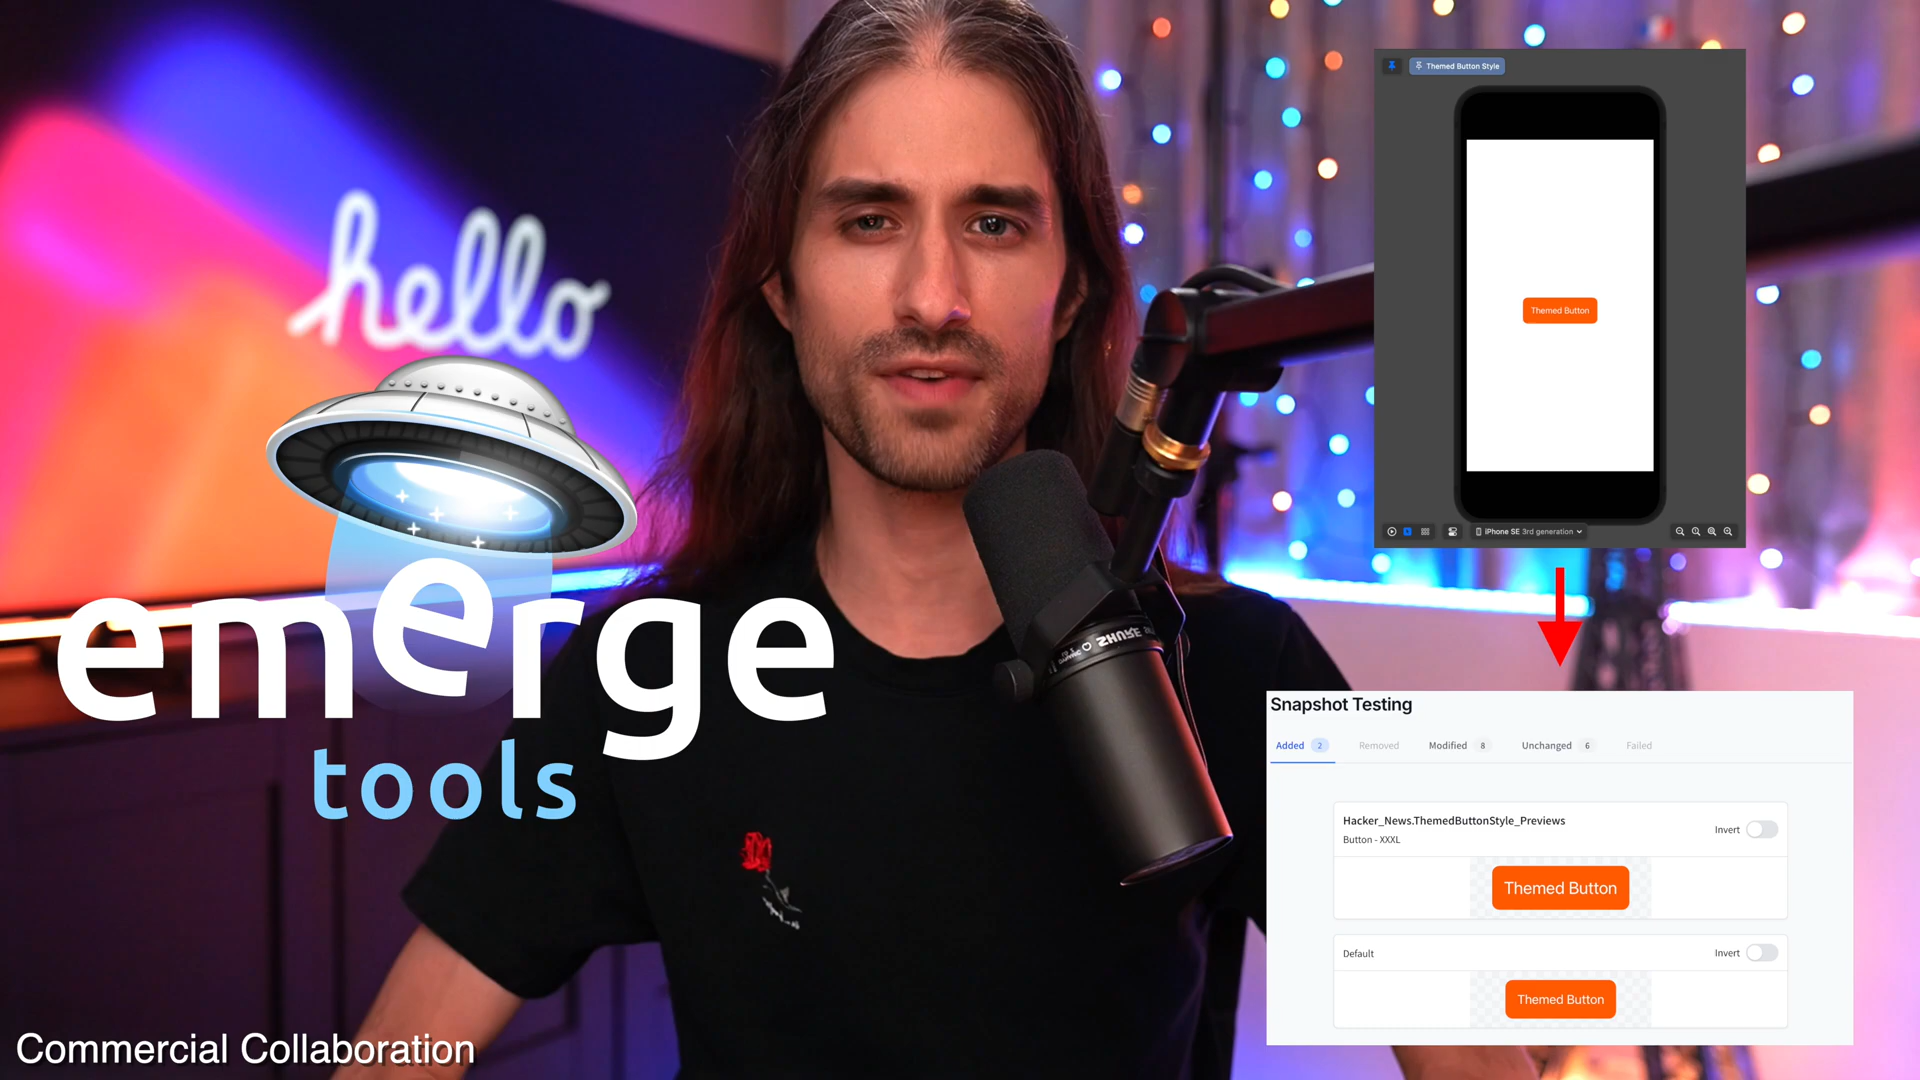 hello
emerge
tools
Commercial Collaboration
SHURE
Themed Button Style
Themed Button
iPhone SE 3rd generation
Snapshot Testing
Added 2 Removed Modified 8 Unchanged 6 Failed
Hacker_News.ThemedButtonStyle_Previews
Button - XXXL
Invert
Themed Button
Default
Invert
Themed Button